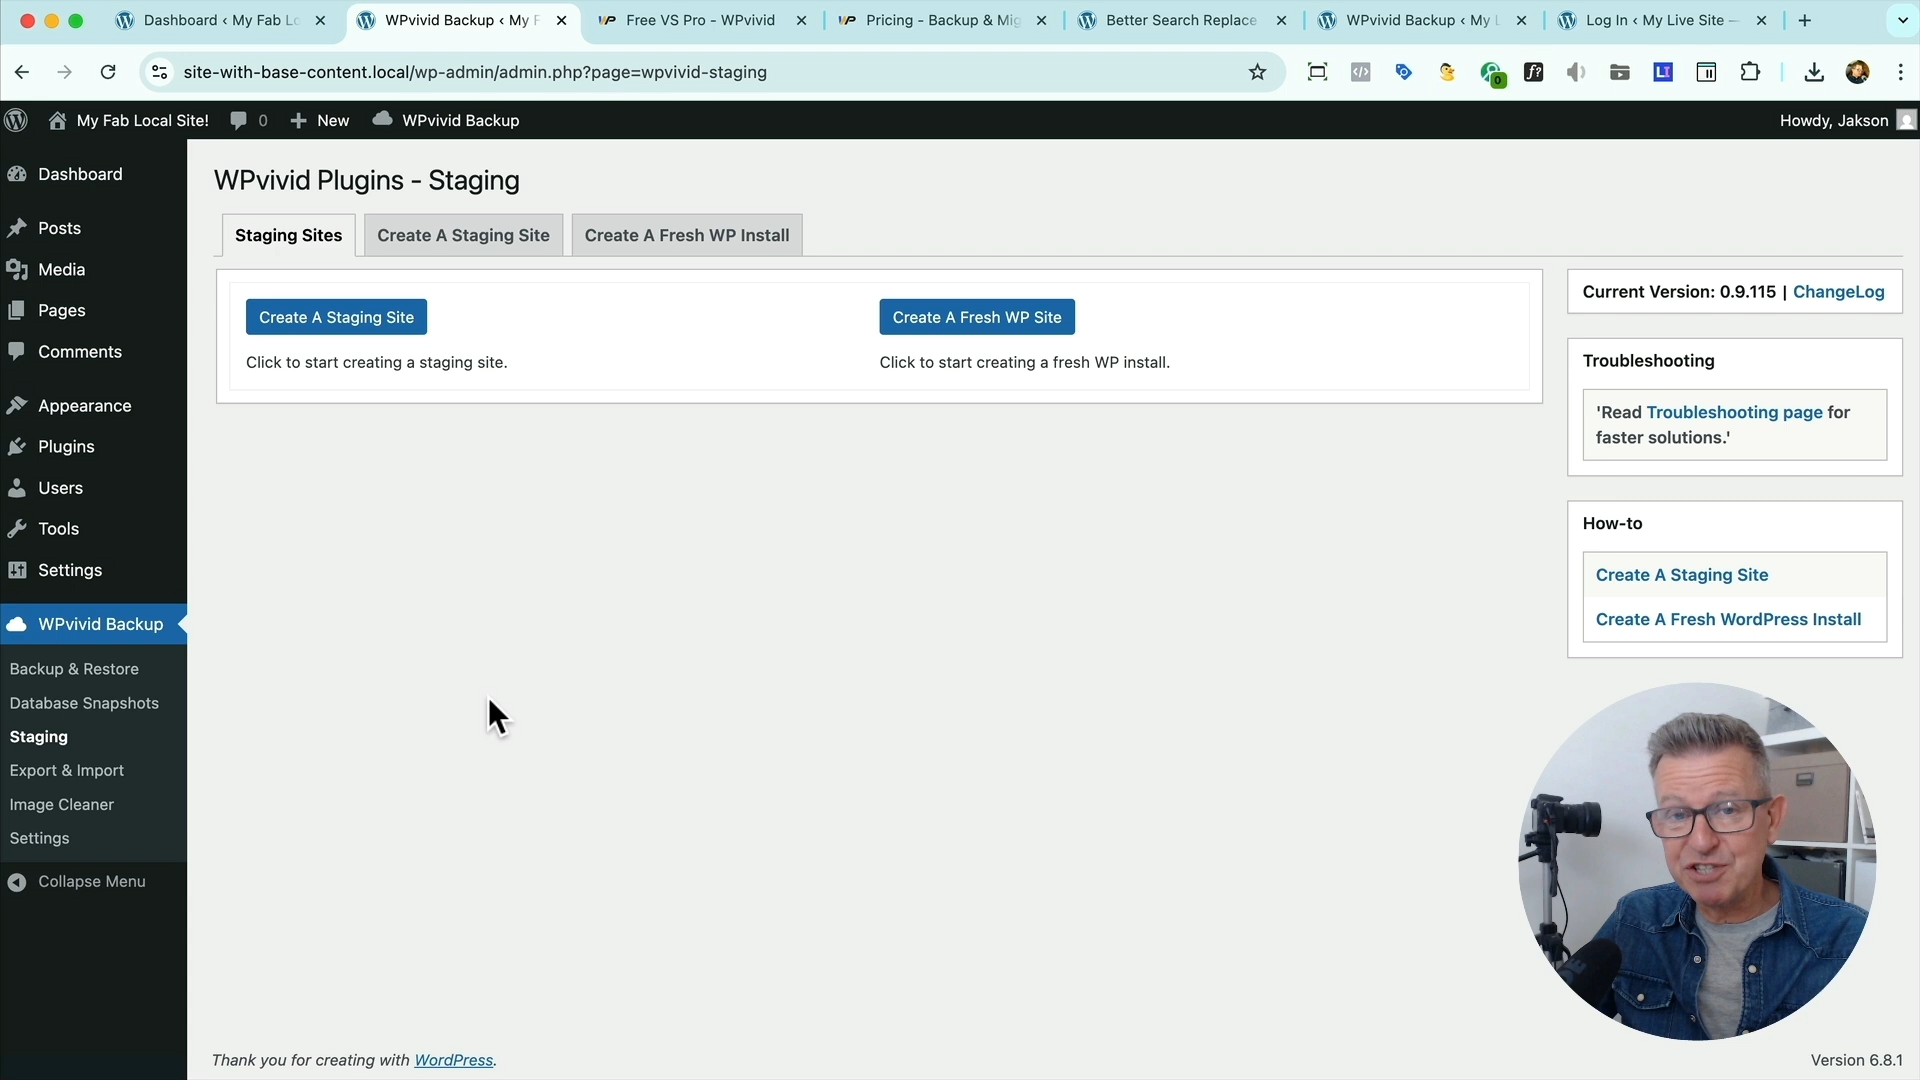 Dashboard ‹ My Fab Lo
WPvivid Backup ‹ My F
Free VS Pro - WPvivid
Pricing - Backup & Mig
Better Search Replace
WPvivid Backup ‹ My L
Log In ‹ My Live Site —
site-with-base-content.local/wp-admin/admin.php?page=wpvivid-staging
0
f?
LI
My Fab Local Site!
0
New
WPvivid Backup
Howdy, Jakson
Dashboard
Posts
Media
Pages
Comments
Appearance
Plugins
Users
Tools
Settings
WPvivid Backup
Backup & Restore
Database Snapshots
Staging
Export & Import
Image Cleaner
Settings
Collapse Menu
WPvivid Plugins - Staging
Staging Sites
Create A Staging Site
Create A Fresh WP Install
Create A Staging Site
Click to start creating a staging site.
Create A Fresh WP Site
Click to start creating a fresh WP install.
Current Version: 0.9.115 | ChangeLog
Troubleshooting
'Read Troubleshooting page for
faster solutions.'
How-to
Create A Staging Site
Create A Fresh WordPress Install
Thank you for creating with WordPress.
Version 6.8.1